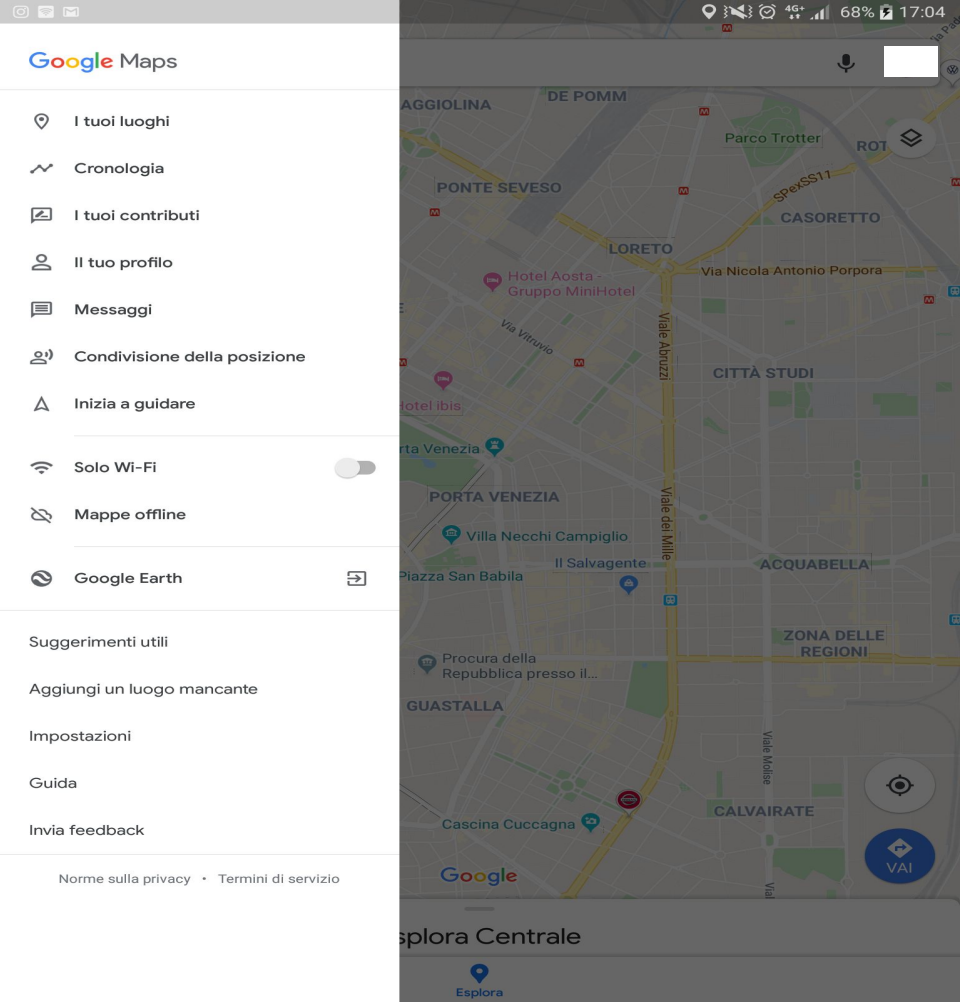 4G+ 68% 17:04
Google Maps
I tuoi luoghi
Cronologia
I tuoi contributi
Il tuo profilo
Messaggi
Condivisione della posizione
Inizia a guidare
Solo Wi-Fi
Mappe offline
Google Earth
Suggerimenti utili
Aggiungi un luogo mancante
Impostazioni
Guida
Invia feedback
Norme sulla privacy • Termini di servizio
AGGIOLINA
DE POMM
Parco Trotter
ROT
PONTE SEVESO
SPexSS11
CASORETTO
LORETO
Via Nicola Antonio Porpora
Hotel Aosta -
Gruppo MiniHotel
Via Vitruvio
Viale Abruzzi
CITTÀ STUDI
Hotel ibis
rta Venezia
PORTA VENEZIA
Viale dei Mille
Villa Necchi Campiglio
Il Salvagente
ACQUABELLA
Piazza San Babila
ZONA DELLE
REGIONI
Procura della
Repubblica presso il...
GUASTALLA
Viale Molise
CALVAIRATE
Cascina Cuccagna
VAI
Google
Vial
splora Centrale
Esplora